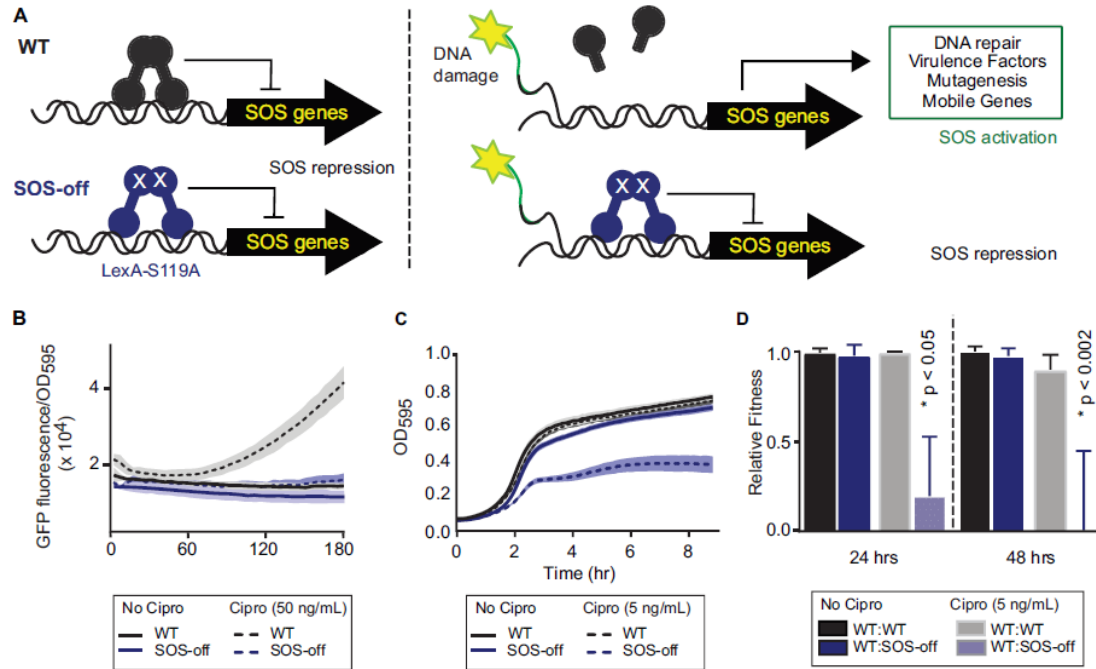 A
WT
SOS genes
SOS repression
SOS-off
X X
SOS genes
LexA-S119A
DNA
damage
SOS genes
DNA repair
Virulence Factors
Mutagenesis
Mobile Genes
SOS activation
X X
SOS genes
SOS repression
B
GFP fluorescence/OD595
(x 10⁴)
4
2
0
60
120
180
No Cipro
Cipro (50 ng/mL)
WT
WT
SOS-off
SOS-off
C
OD595
1.0
0.8
0.6
0.4
0.2
0.0
0
2
4
6
8
Time (hr)
No Cipro
Cipro (5 ng/mL)
WT
WT
SOS-off
SOS-off
D
Relative Fitness
1.0
0.5
0.0
* p < 0.05
* p < 0.002
24 hrs
48 hrs
No Cipro
Cipro (5 ng/mL)
WT:WT
WT:WT
WT:SOS-off
WT:SOS-off